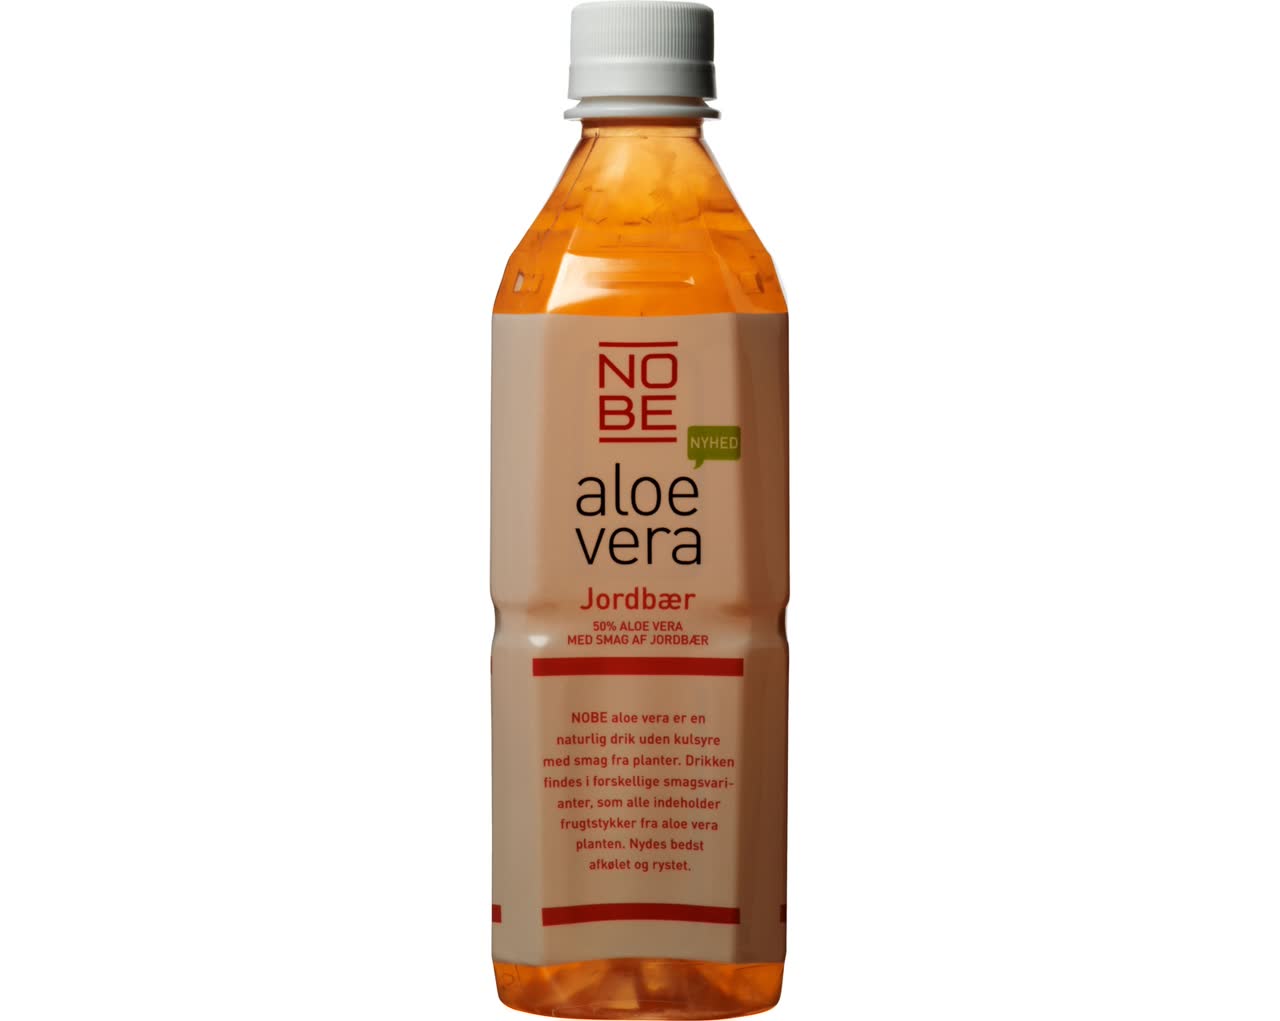 NO
BE
NYHED
aloe
vera
Jordbær
50% ALOE VERA
MED SMAG AF JORDBÆR
NOBE aloe vera er en
naturlig drik uden kulsyre
med smag fra planter. Drikken
findes i forskellige smagsvari-
anter, som alle indeholder
frugtstykker fra aloe vera
planten. Nydes bedst
afkølet og rystet.